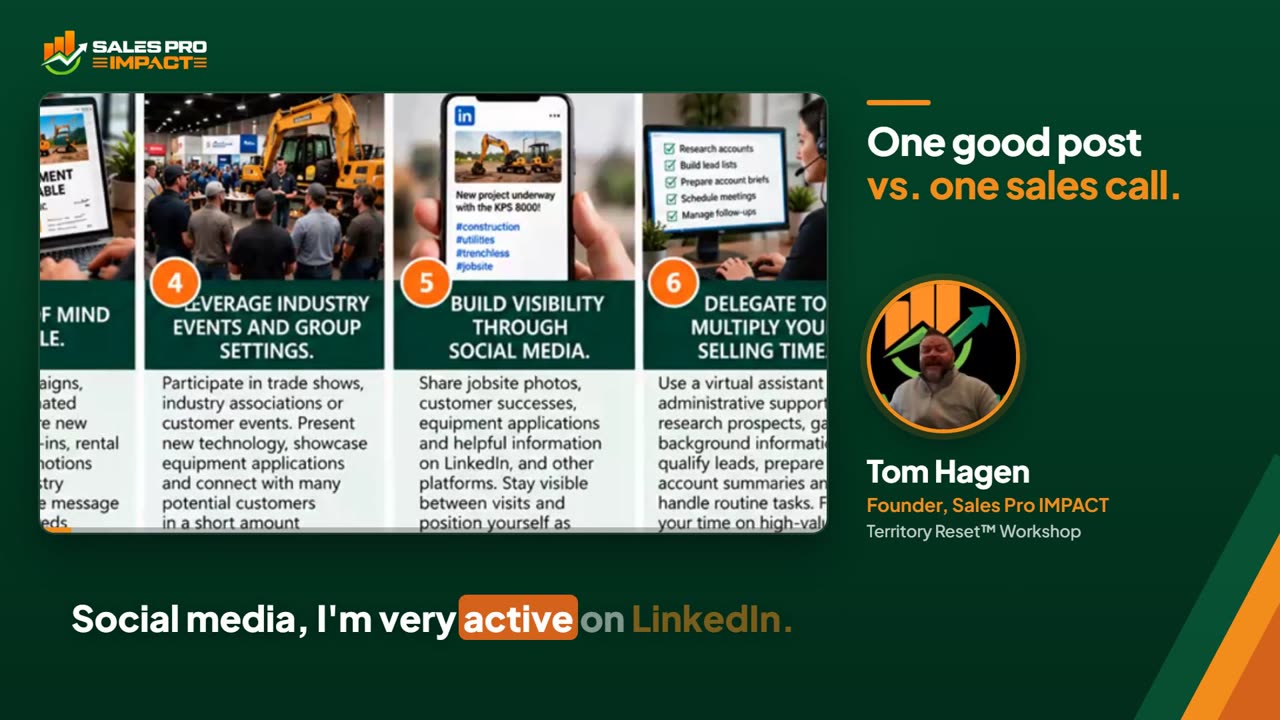 SALES PRO
IMPACT
One good post
vs. one sales call.
MENT
ABLE
in
New project underway
with the KPS 8000!
#construction
#utilities
#trenchless
#jobsite
Research accounts
Build lead lists
Prepare account briefs
Schedule meetings
Manage follow-ups
F MIND
LE.
4
LEVERAGE INDUSTRY
EVENTS AND GROUP
SETTINGS.
5
BUILD VISIBILITY
THROUGH
SOCIAL MEDIA.
6
DELEGATE TO
MULTIPLY YOU
SELLING TIME
aigns,
ated
e new
-ins, rental
notions
stry
e message
eds
Participate in trade shows,
industry associations or
customer events. Present
new technology, showcase
equipment applications
and connect with many
potential customers
in a short amount
Share jobsite photos,
customer successes,
equipment applications
and helpful information
on LinkedIn, and other
platforms. Stay visible
between visits and
position yourself as
Use a virtual assistant
administrative support
research prospects, ga
background informati
qualify leads, prepare
account summaries an
handle routine tasks. F
your time on high-valu
Tom Hagen
Founder, Sales Pro IMPACT
Territory Reset™ Workshop
Social media, I'm very active on LinkedIn.